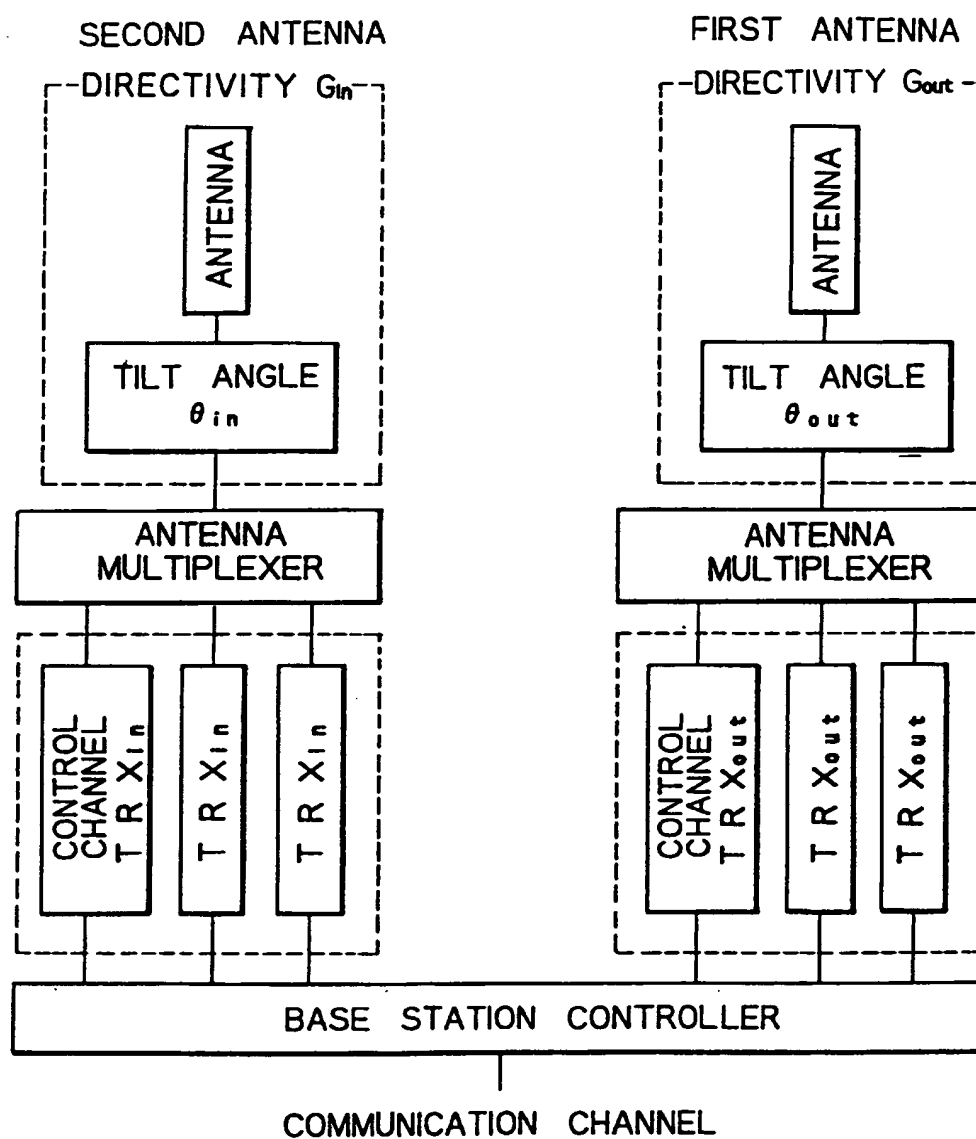 SECOND ANTENNA
DIRECTIVITY Gin
ANTENNA
TILT ANGLE
θin
ANTENNA
MULTIPLEXER
CONTROL
CHANNEL
TRXin
TRXin
TRXin
FIRST ANTENNA
DIRECTIVITY Gout
ANTENNA
TILT ANGLE
θout
ANTENNA
MULTIPLEXER
CONTROL
CHANNEL
TRXout
TRXout
TRXout
BASE STATION CONTROLLER
COMMUNICATION CHANNEL